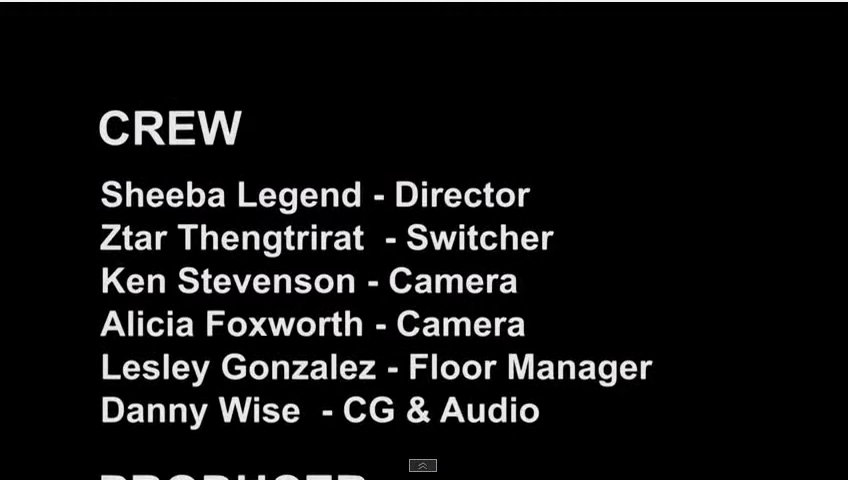 CREW
Sheeba Legend - Director
Ztar Thengtrirat  - Switcher
Ken Stevenson - Camera
Alicia Foxworth - Camera
Lesley Gonzalez - Floor Manager
Danny Wise  - CG & Audio
PRODUCER